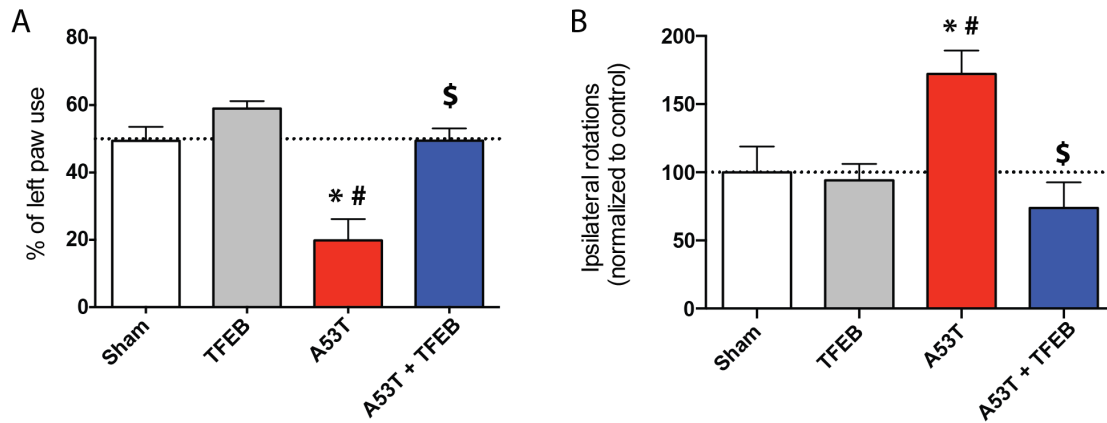 A
% of left paw use
80
60
40
20
0
* #
$
Sham
TFEB
A53T
A53T + TFEB
B
Ipsilateral rotations
(normalized to control)
200
150
100
50
0
* #
$
Sham
TFEB
A53T
A53T + TFEB